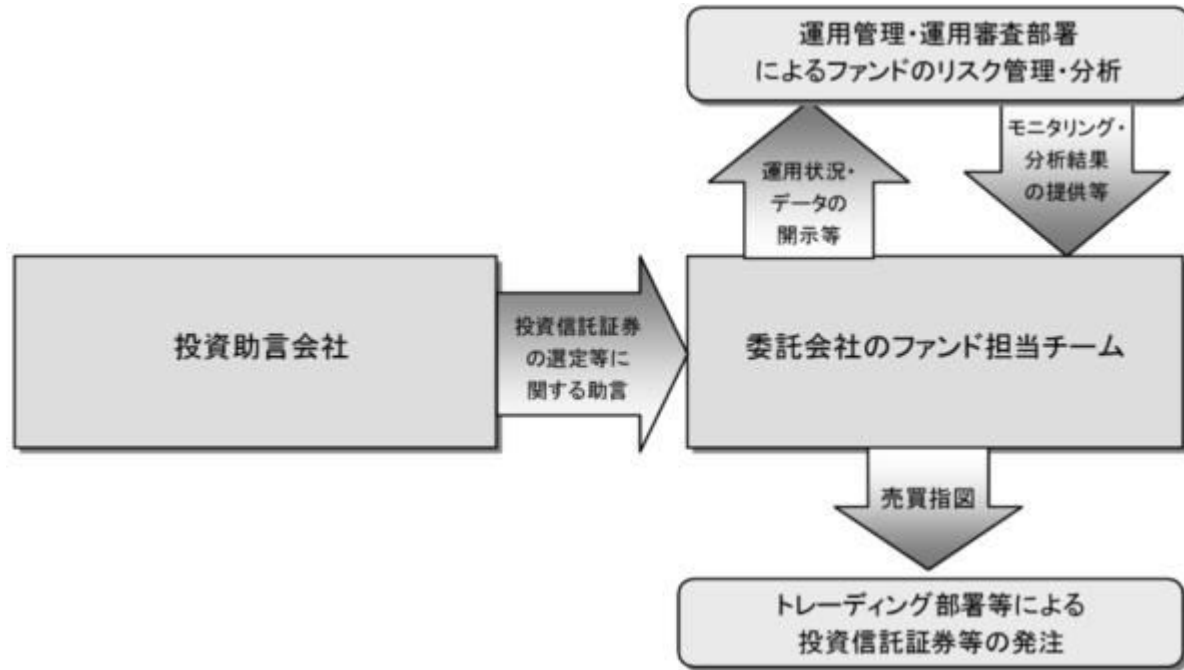 運用管理・運用審査部署
によるファンドのリスク管理・分析
運用状況・
データの
開示等
モニタリング・
分析結果
の提供等
投資助言会社
投資信託証券
の選定等に
関する助言
委託会社のファンド担当チーム
売買指図
トレーディング部署等による
投資信託証券等の発注